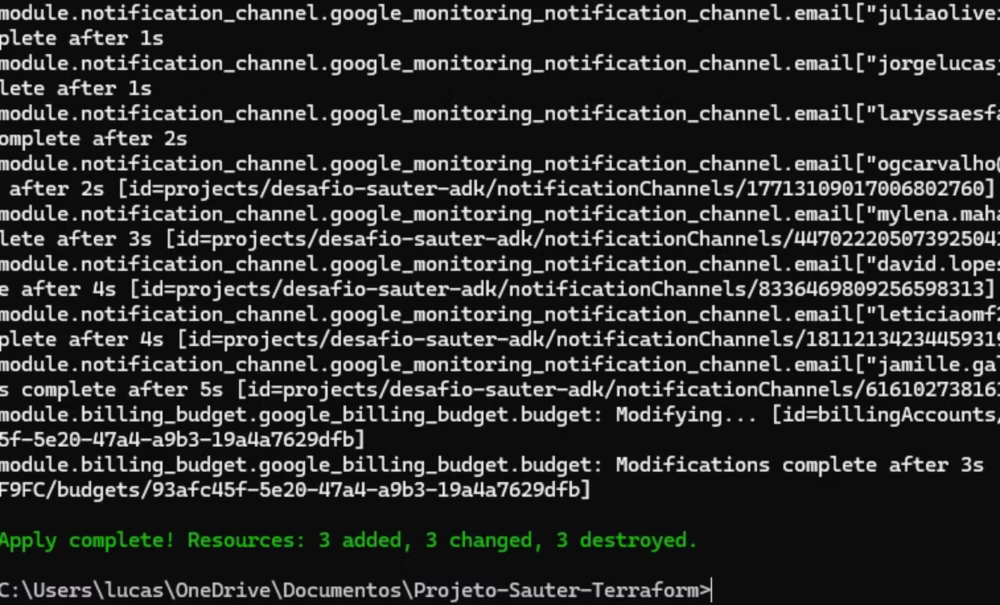 module.notification_channel.google_monitoring_notification_channel.email["juliaolivei
plete after 1s
module.notification_channel.google_monitoring_notification_channel.email["jorgelucasj
lete after 1s
module.notification_channel.google_monitoring_notification_channel.email["laryssaesfa
omplete after 2s
module.notification_channel.google_monitoring_notification_channel.email["ogcarvalho@
after 2s [id=projects/desafio-sauter-adk/notificationChannels/17713109017006802760]
module.notification_channel.google_monitoring_notification_channel.email["mylena.maha
lete after 3s [id=projects/desafio-sauter-adk/notificationChannels/4470222050739250041
module.notification_channel.google_monitoring_notification_channel.email["david.lopes
e after 4s [id=projects/desafio-sauter-adk/notificationChannels/8336469809256598313]
module.notification_channel.google_monitoring_notification_channel.email["leticiaomf2
plete after 4s [id=projects/desafio-sauter-adk/notificationChannels/18112134234459319
module.notification_channel.google_monitoring_notification_channel.email["jamille.gal
s complete after 5s [id=projects/desafio-sauter-adk/notificationChannels/616102738161
module.billing_budget.google_billing_budget.budget: Modifying... [id=billingAccounts/
5f-5e20-47a4-a9b3-19a4a7629dfb]
module.billing_budget.google_billing_budget.budget: Modifications complete after 3s
F9FC/budgets/93afc45f-5e20-47a4-a9b3-19a4a7629dfb]
Apply complete! Resources: 3 added, 3 changed, 3 destroyed.
C:\Users\lucas\OneDrive\Documentos\Projeto-Sauter-Terraform>